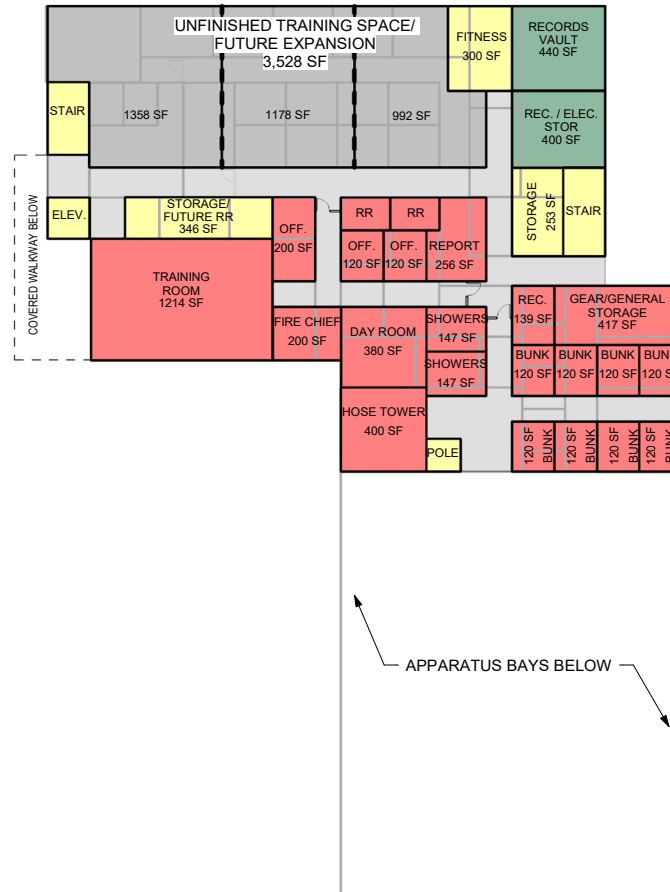 UNFINISHED TRAINING SPACE/
FUTURE EXPANSION
3,528 SF
FITNESS
300 SF
RECORDS
VAULT
440 SF
STAIR
1358 SF
1178 SF
992 SF
REC. / ELEC.
STOR
400 SF
COVERED WALKWAY BELOW
ELEV.
STORAGE/
FUTURE RR
346 SF
OFF.
200 SF
RR
RR
OFF.
120 SF
OFF.
120 SF
REPORT
256 SF
STORAGE
253 SF
STAIR
TRAINING
ROOM
1214 SF
FIRE CHIEF
200 SF
DAY ROOM
380 SF
SHOWERS
147 SF
SHOWERS
147 SF
REC.
139 SF
GEAR/GENERAL
STORAGE
417 SF
BUNK
120 SF
BUNK
120 SF
BUNK
120 SF
BUN
120 S
HOSE TOWER
400 SF
POLE
120 SF
BUNK
120 SF
BUNK
120 SF
BUNK
120 SF
BUNK
APPARATUS BAYS BELOW